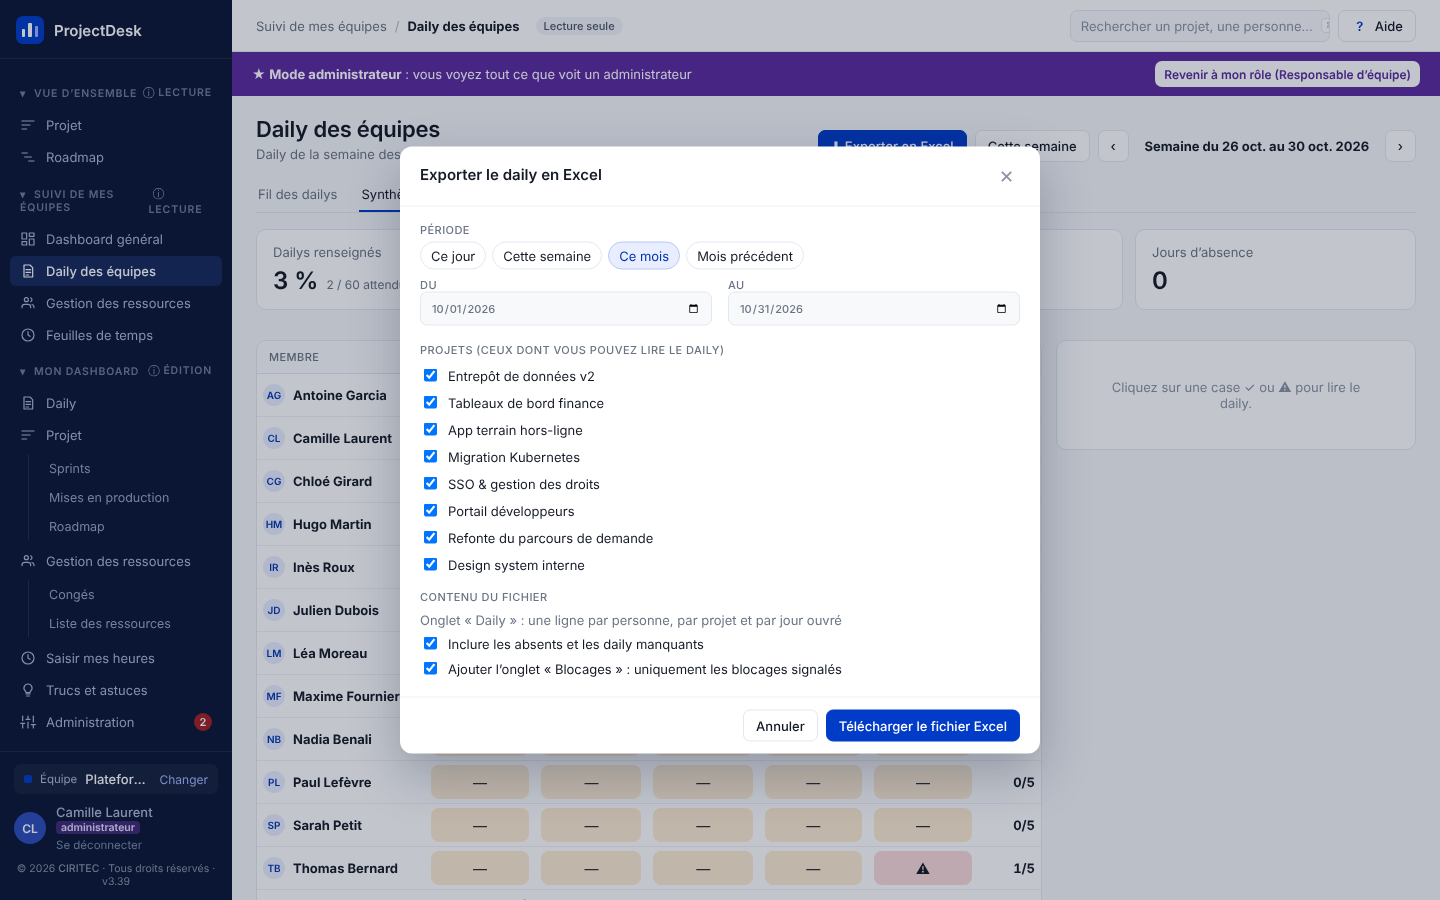 ProjectDesk
VUE D'ENSEMBLE ⓘ LECTURE
Projet
Roadmap
SUIVI DE MES ÉQUIPES ⓘ LECTURE
Dashboard général
Daily des équipes
Gestion des ressources
Feuilles de temps
MON DASHBOARD ⓘ ÉDITION
Daily
Projet
Sprints
Mises en production
Roadmap
Gestion des ressources
Congés
Liste des ressources
Saisir mes heures
Trucs et astuces
Administration 2
Équipe Platefor... Changer
CL Camille Laurent
administrateur
Se déconnecter
© 2026 CIRITEC · Tous droits réservés ·
v3.39
Suivi de mes équipes / Daily des équipes Lecture seule
Rechercher un projet, une personne...
? Aide
★ Mode administrateur : vous voyez tout ce que voit un administrateur
Revenir à mon rôle (Responsable d'équipe)
Daily des équipes
Daily de la semaine des
Exporter en Excel
Cette semaine
‹ Semaine du 26 oct. au 30 oct. 2026 ›
Fil des dailys Synthè
Dailys renseignés
3 % 2 / 60 attendu
Jours d'absence
0
MEMBRE
AG Antoine Garcia
CL Camille Laurent
CG Chloé Girard
HM Hugo Martin
IR Inès Roux
JD Julien Dubois
LM Léa Moreau
MF Maxime Fournier
NB Nadia Benali
PL Paul Lefèvre — — — — — 0/5
SP Sarah Petit — — — — — 0/5
TB Thomas Bernard — — — — ⚠ 1/5
Cliquez sur une case ✓ ou ⚠ pour lire le
daily.
Exporter le daily en Excel
PÉRIODE
Ce jour Cette semaine Ce mois Mois précédent
DU AU
10/01/2026 10/31/2026
PROJETS (CEUX DONT VOUS POUVEZ LIRE LE DAILY)
Entrepôt de données v2
Tableaux de bord finance
App terrain hors-ligne
Migration Kubernetes
SSO & gestion des droits
Portail développeurs
Refonte du parcours de demande
Design system interne
CONTENU DU FICHIER
Onglet « Daily » : une ligne par personne, par projet et par jour ouvré
Inclure les absents et les daily manquants
Ajouter l'onglet « Blocages » : uniquement les blocages signalés
Annuler Télécharger le fichier Excel